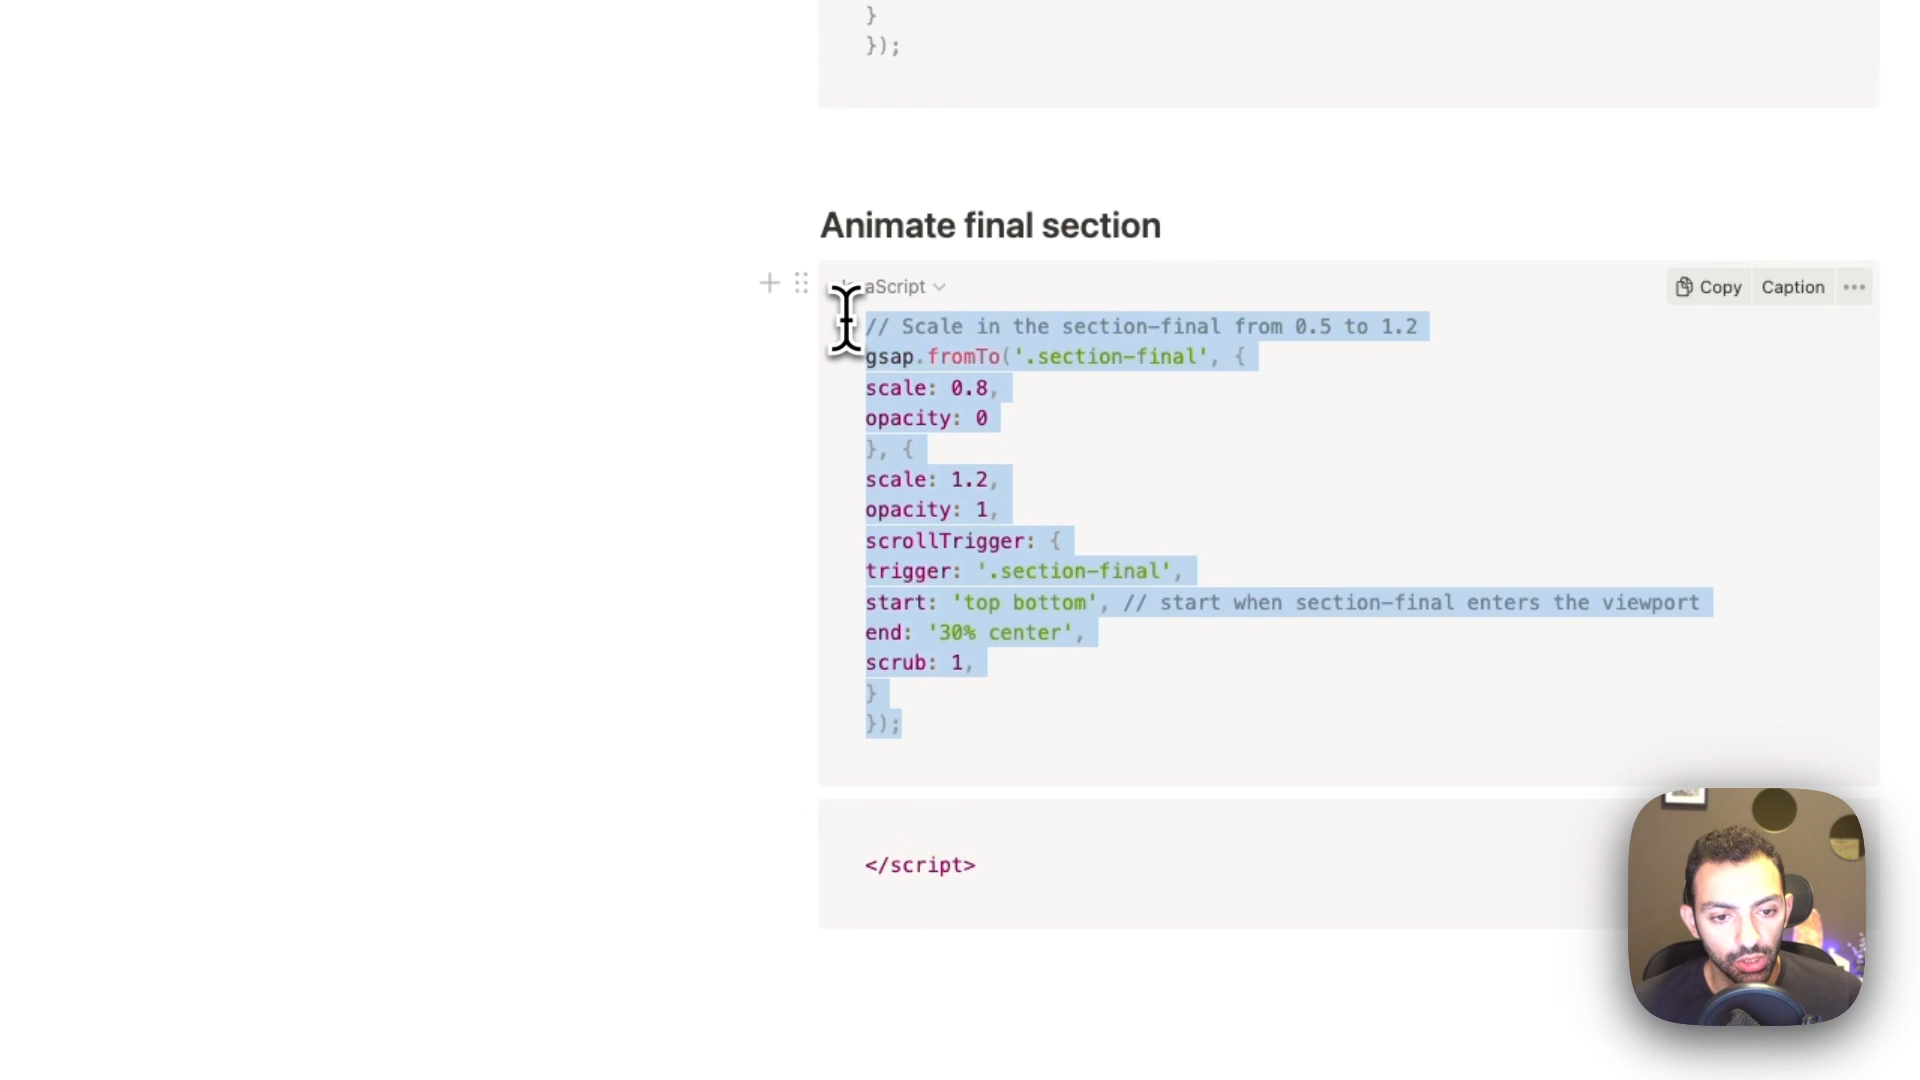 }
});
Animate final section
aScript
Copy
Caption
// Scale in the section-final from 0.5 to 1.2
gsap.fromTo('.section-final', {
scale: 0.8,
opacity: 0
}, {
scale: 1.2,
opacity: 1,
scrollTrigger: {
trigger: '.section-final',
start: 'top bottom', // start when section-final enters the viewport
end: '30% center',
scrub: 1,
}
});
</script>